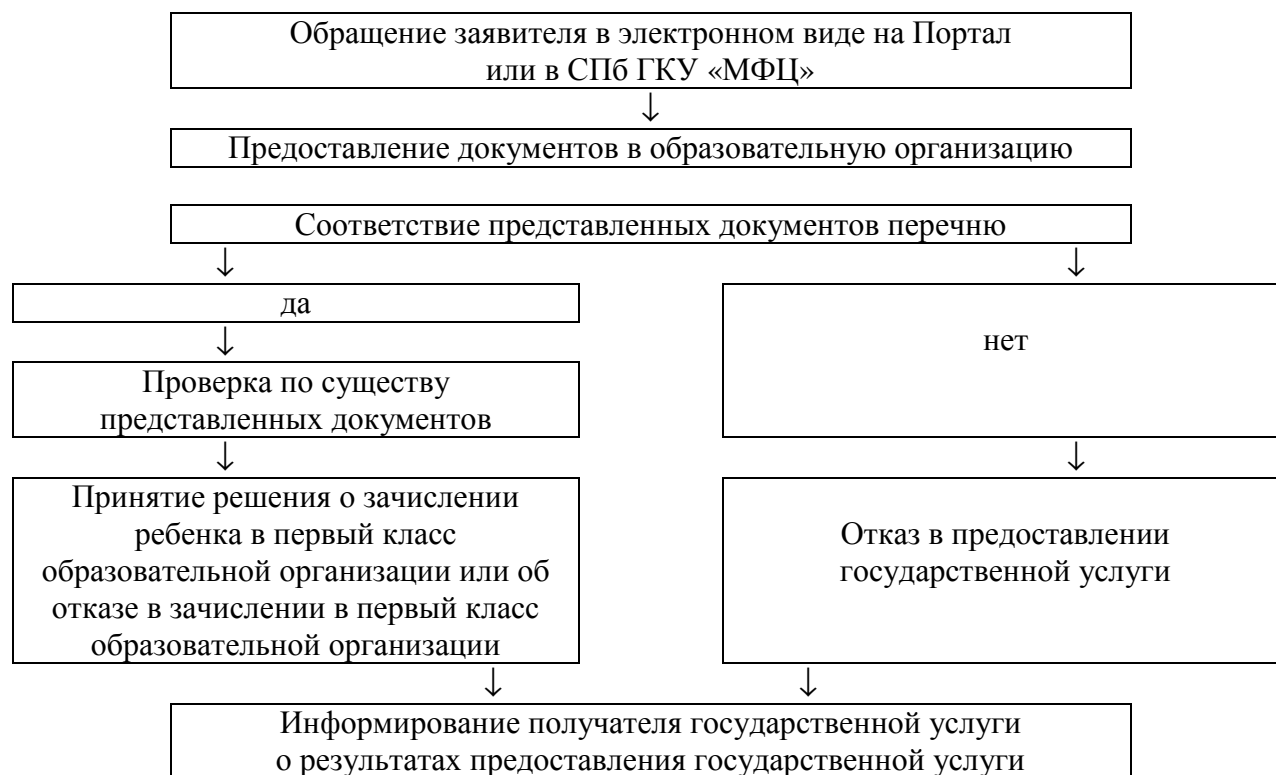 Обращение заявителя в электронном виде на Портал
или в СПб ГКУ «МФЦ»
↓
Предоставление документов в образовательную организацию
Соответствие представленных документов перечню
↓ ↓
да
нет
↓
Проверка по существу
представленных документов
↓ ↓
Принятие решения о зачислении
ребенка в первый класс
образовательной организации или об
отказе в зачислении в первый класс
образовательной организации
Отказ в предоставлении
государственной услуги
↓ ↓
Информирование получателя государственной услуги
о результатах предоставления государственной услуги